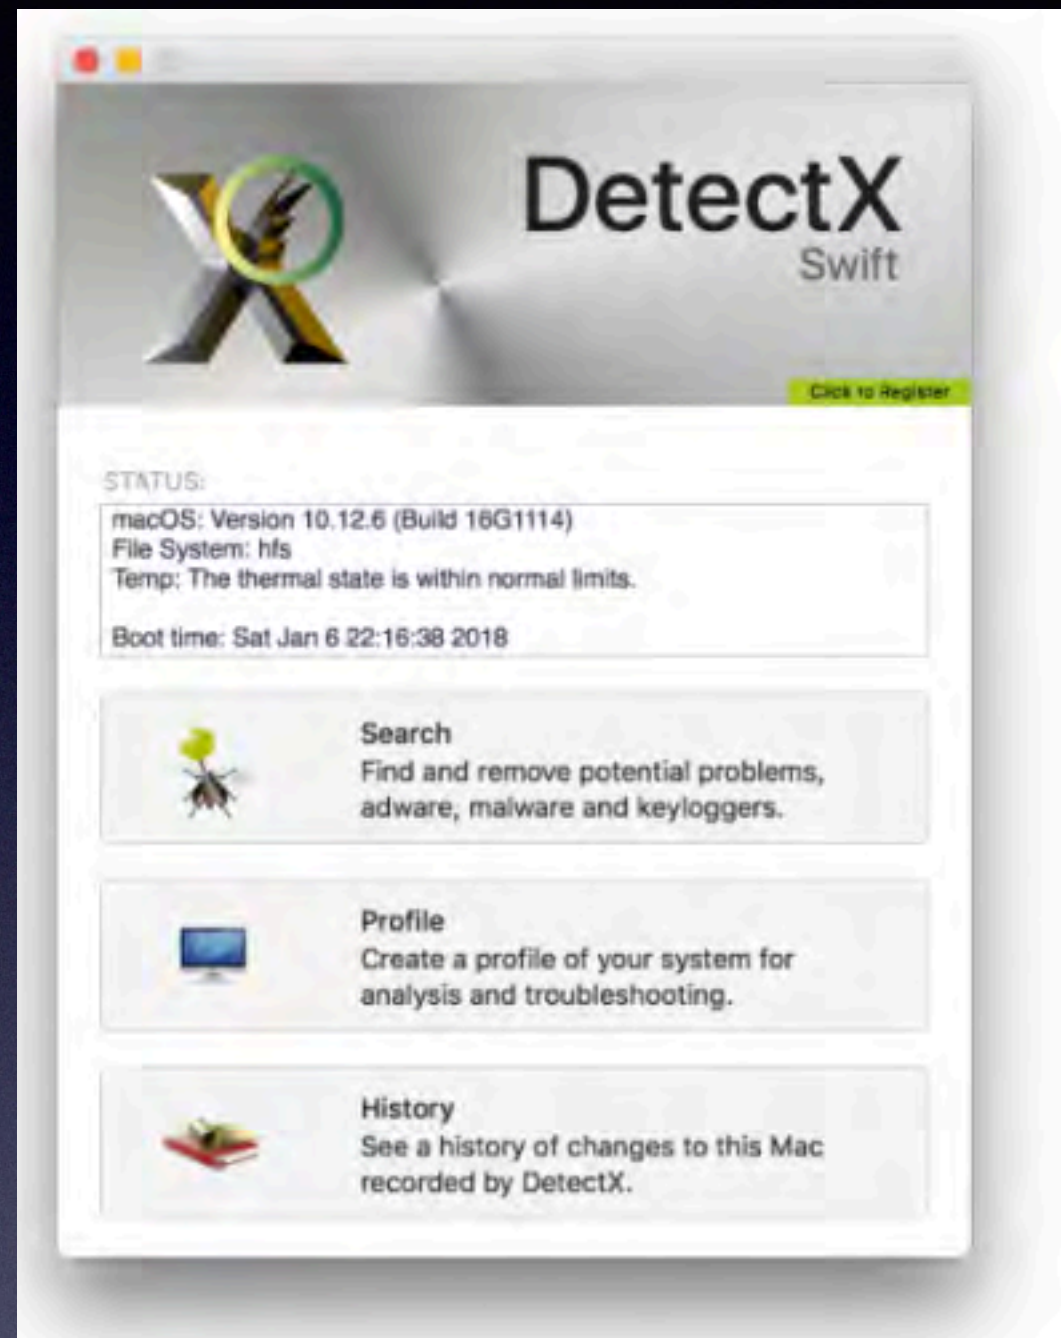 DetectX
Swift
Click to Register
STATUS:
macOS: Version 10.12.6 (Build 16G1114)
File System: hfs
Temp: The thermal state is within normal limits.
Boot time: Sat Jan 6 22:16:38 2018
Search
Find and remove potential problems,
adware, malware and keyloggers.
Profile
Create a profile of your system for
analysis and troubleshooting.
History
See a history of changes to this Mac
recorded by DetectX.